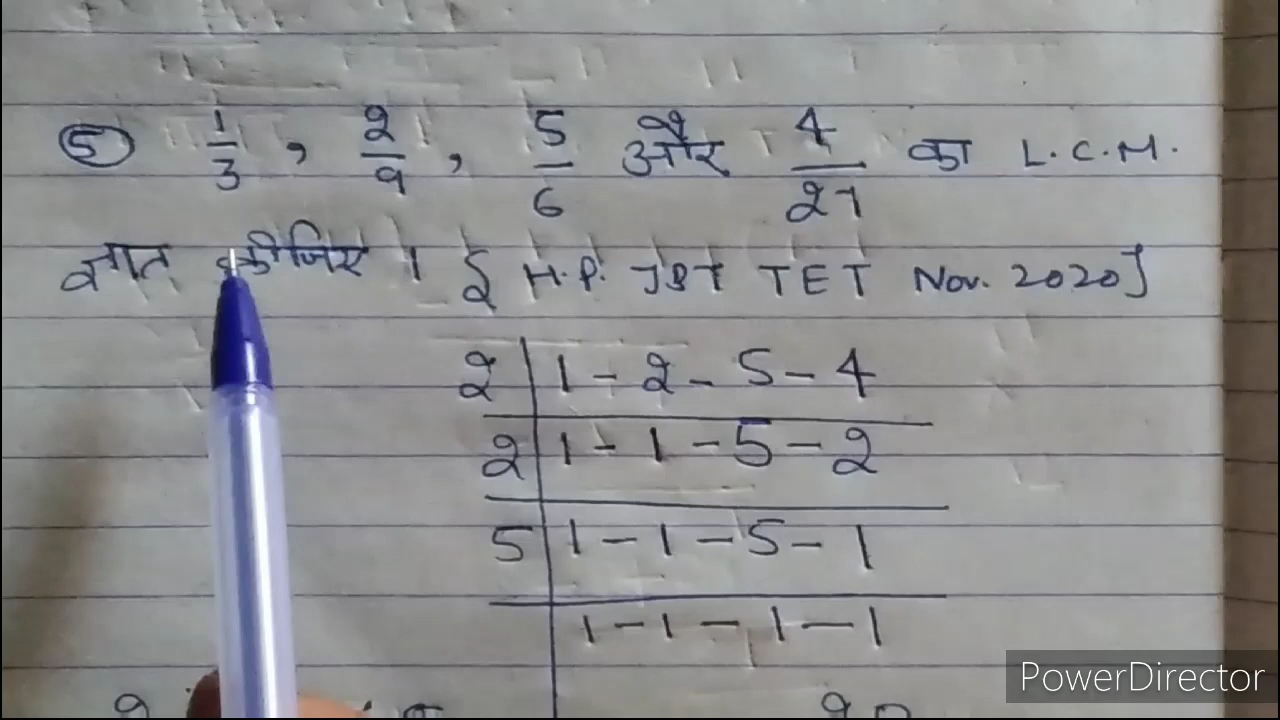 5 1/3 , 2/9 , 5/6 और 4/27 का L.C.M.
ज्ञात कीजिए । [ H.P. JBT TET Nov. 2020]
2 | 1 - 2 - 5 - 4
2 | 1 - 1 - 5 - 2
5 | 1 - 1 - 5 - 1
1 - 1 - 1 - 1
PowerDirector